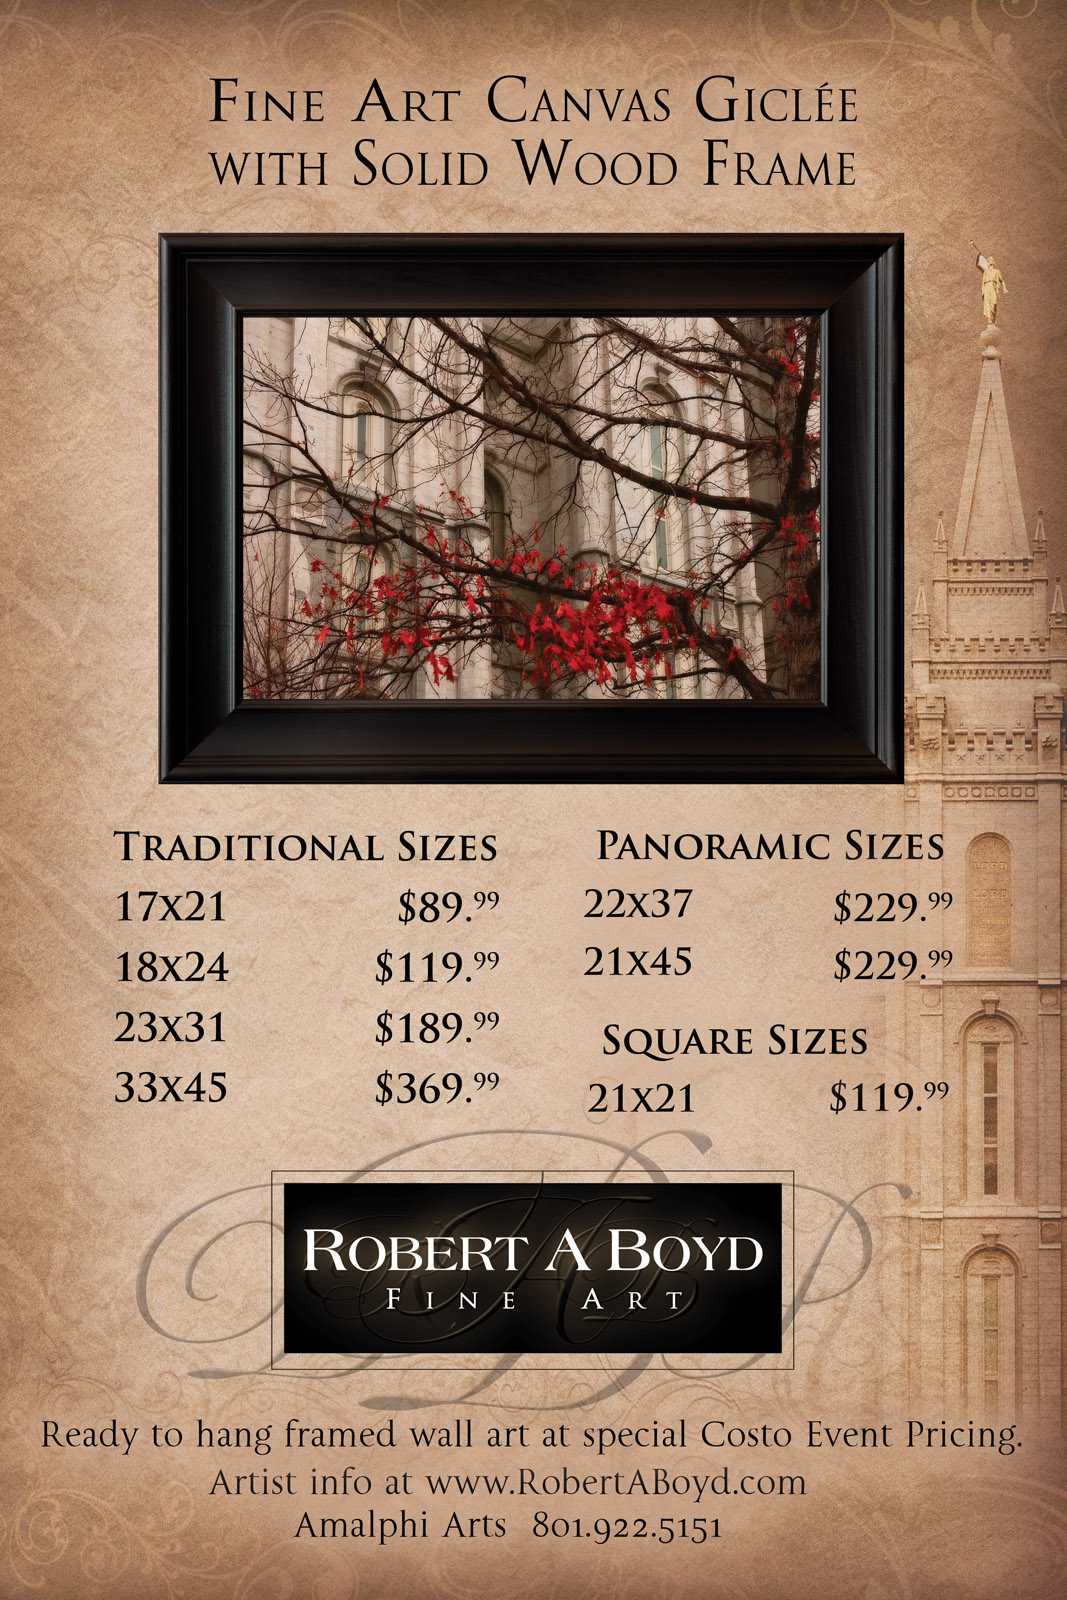 Fine Art Canvas Giclée
with Solid Wood Frame
Traditional Sizes
17x21 $89.99
18x24 $119.99
23x31 $189.99
33x45 $369.99
Panoramic Sizes
22x37 $229.99
21x45 $229.99
Square Sizes
21x21 $119.99
Robert A Boyd
Fine Art
Ready to hang framed wall art at special Costo Event Pricing.
Artist info at www.RobertABoyd.com
Amalphi Arts 801.922.5151